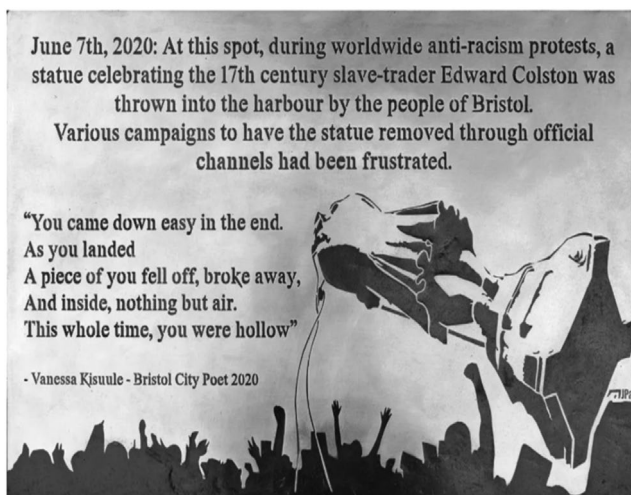 June 7th, 2020: At this spot, during worldwide anti-racism protests, a
statue celebrating the 17th century slave-trader Edward Colston was
thrown into the harbour by the people of Bristol.
Various campaigns to have the statue removed through official
channels had been frustrated.
“You came down easy in the end.
As you landed
A piece of you fell off, broke away,
And inside, nothing but air.
This whole time, you were hollow”
- Vanessa Kisuule - Bristol City Poet 2020